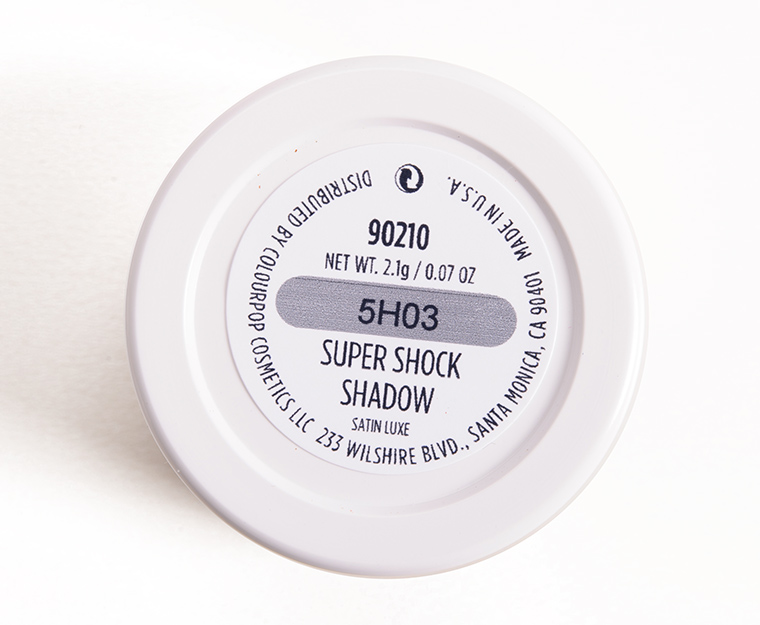 90210
NET WT. 2.1g / 0.07 OZ
5H03
SUPER SHOCK
SHADOW
SATIN LUXE
DISTRIBUTED BY COLOURPOP COSMETICS LLC 233 WILSHIRE BLVD., SANTA MONICA, CA 90401 MADE IN U.S.A.